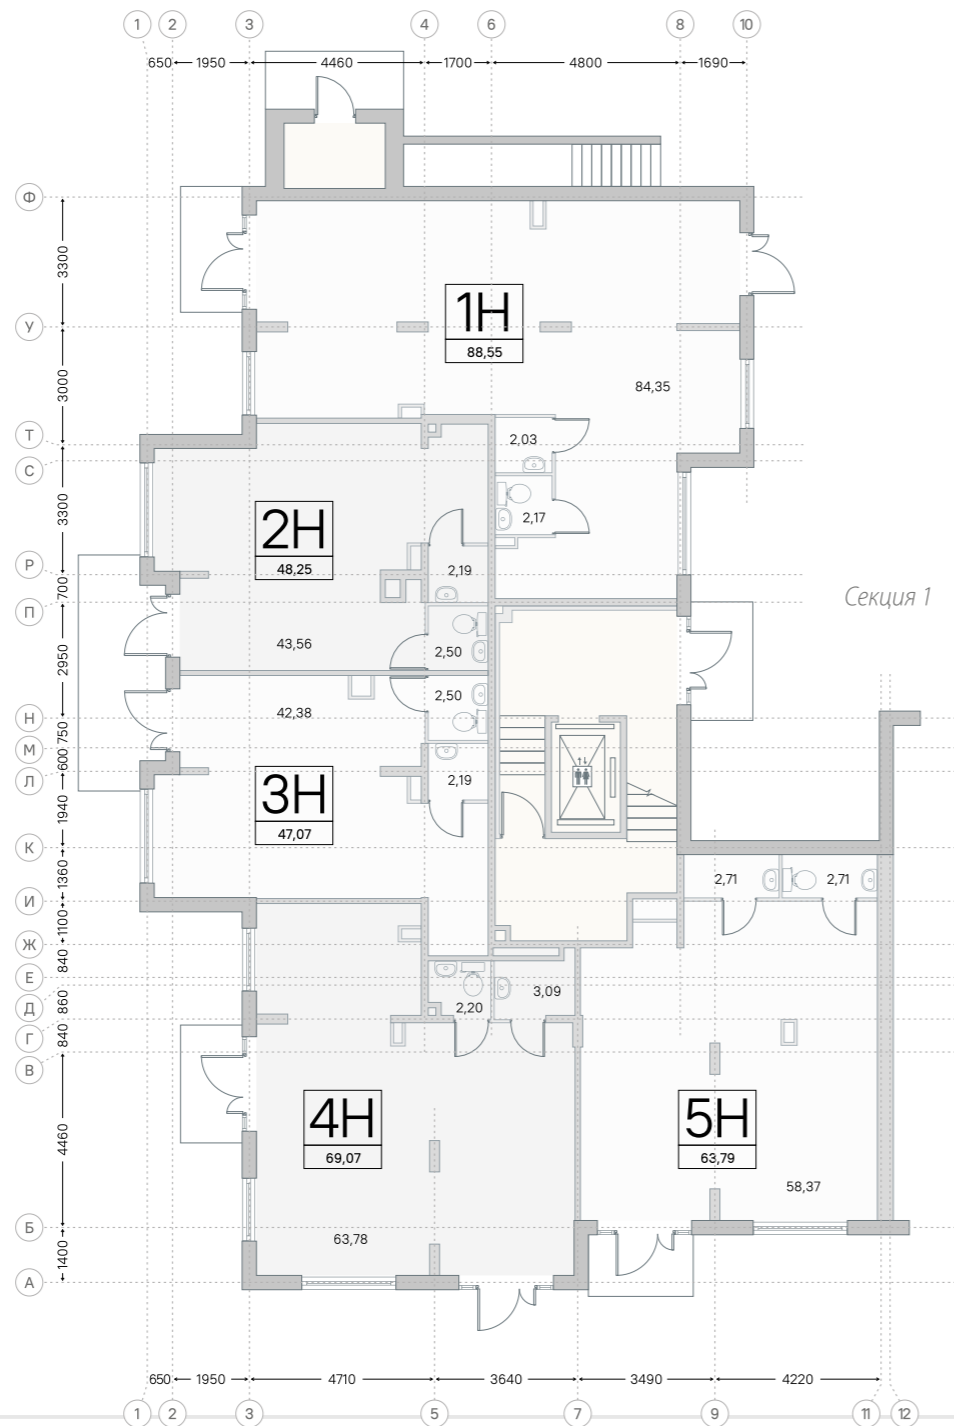 1 2 3 4 6 8 10
650 1950 4460 1700 4800 1690
Ф
3300
У
1Н
88,55
3000
84,35
Т
2,03
С
3300
2Н
48,25
2,17
Р
2,19
700
П
Секция 1
2950
43,56
2,50
2,50
Н
42,38
750
М
600
Л
2,19
3Н
47,07
1940
К
1360
2,71 2,71
И
1100
Ж
840
Е
3,09
860
Д
2,20
Г
840
В
4Н
69,07
5Н
63,79
4460
58,37
Б
63,78
1400
А
650 1950 4710 3640 3490 4220
1 2 3 5 7 9 11 12